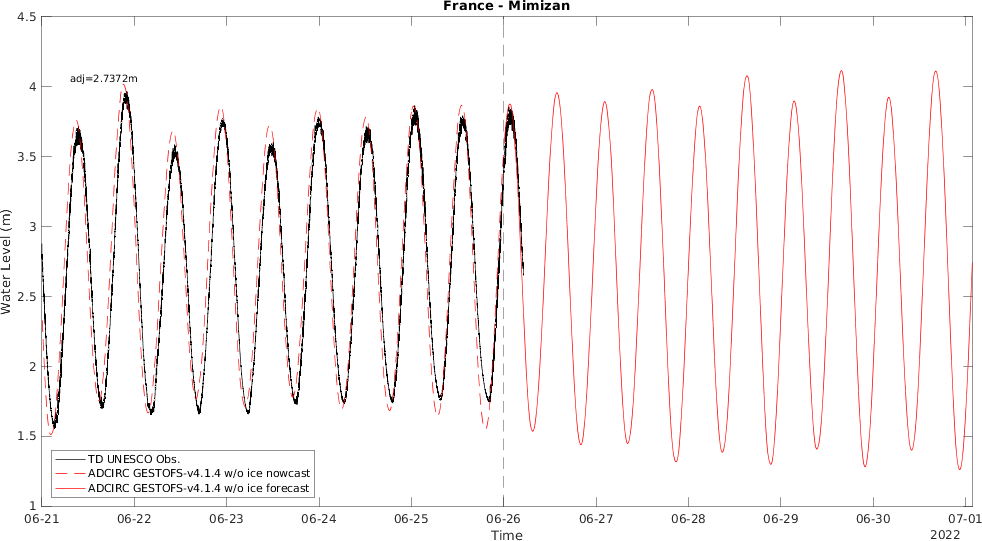 France - Mimizan
4.5
4
3.5
3
2.5
2
1.5
1
Water Level (m)
adj=2.7372m
TD UNESCO Obs.
ADCIRC GESTOFS-v4.1.4 w/o ice nowcast
ADCIRC GESTOFS-v4.1.4 w/o ice forecast
06-21 06-22 06-23 06-24 06-25 06-26 06-27 06-28 06-29 06-30 07-01
Time
2022